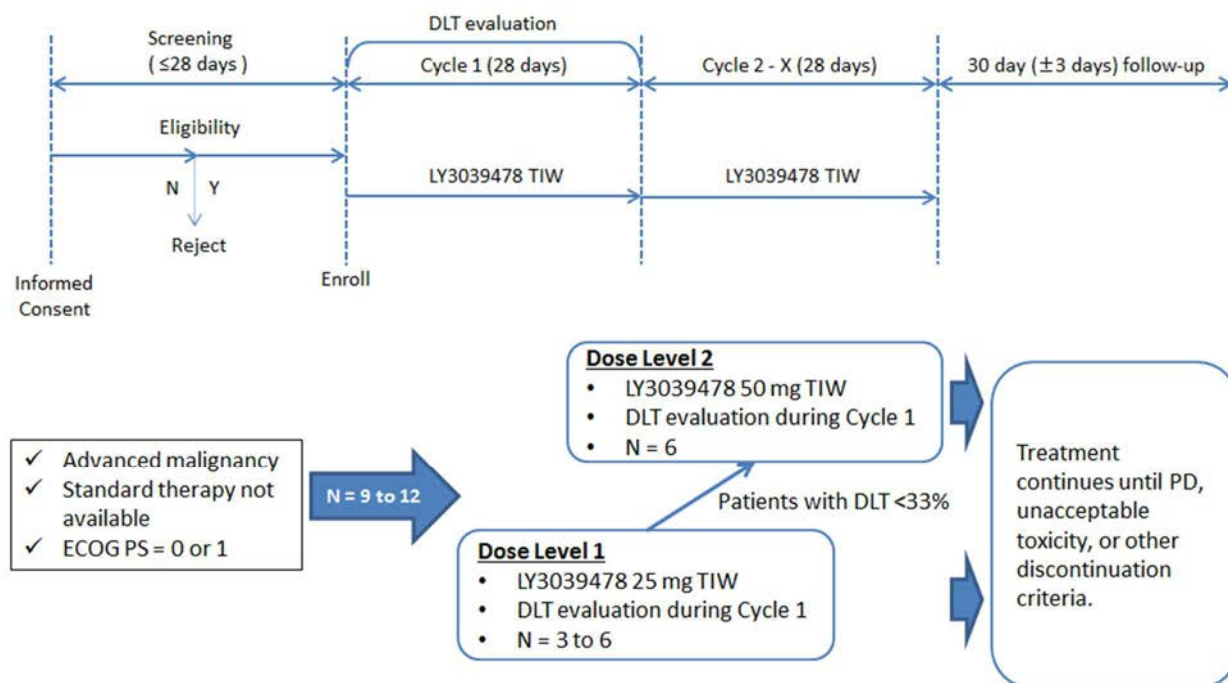 DLT evaluation
Screening
( ≤28 days )
Cycle 1 (28 days)
Cycle 2 - X (28 days)
30 day (±3 days) follow-up
Eligibility
N
Y
Reject
LY3039478 TIW
LY3039478 TIW
Informed
Consent
Enroll
✓ Advanced malignancy
✓ Standard therapy not
available
✓ ECOG PS = 0 or 1
N = 9 to 12
Dose Level 2
• LY3039478 50 mg TIW
• DLT evaluation during Cycle 1
• N = 6
Patients with DLT <33%
Dose Level 1
• LY3039478 25 mg TIW
• DLT evaluation during Cycle 1
• N = 3 to 6
Treatment
continues until PD,
unacceptable
toxicity, or other
discontinuation
criteria.